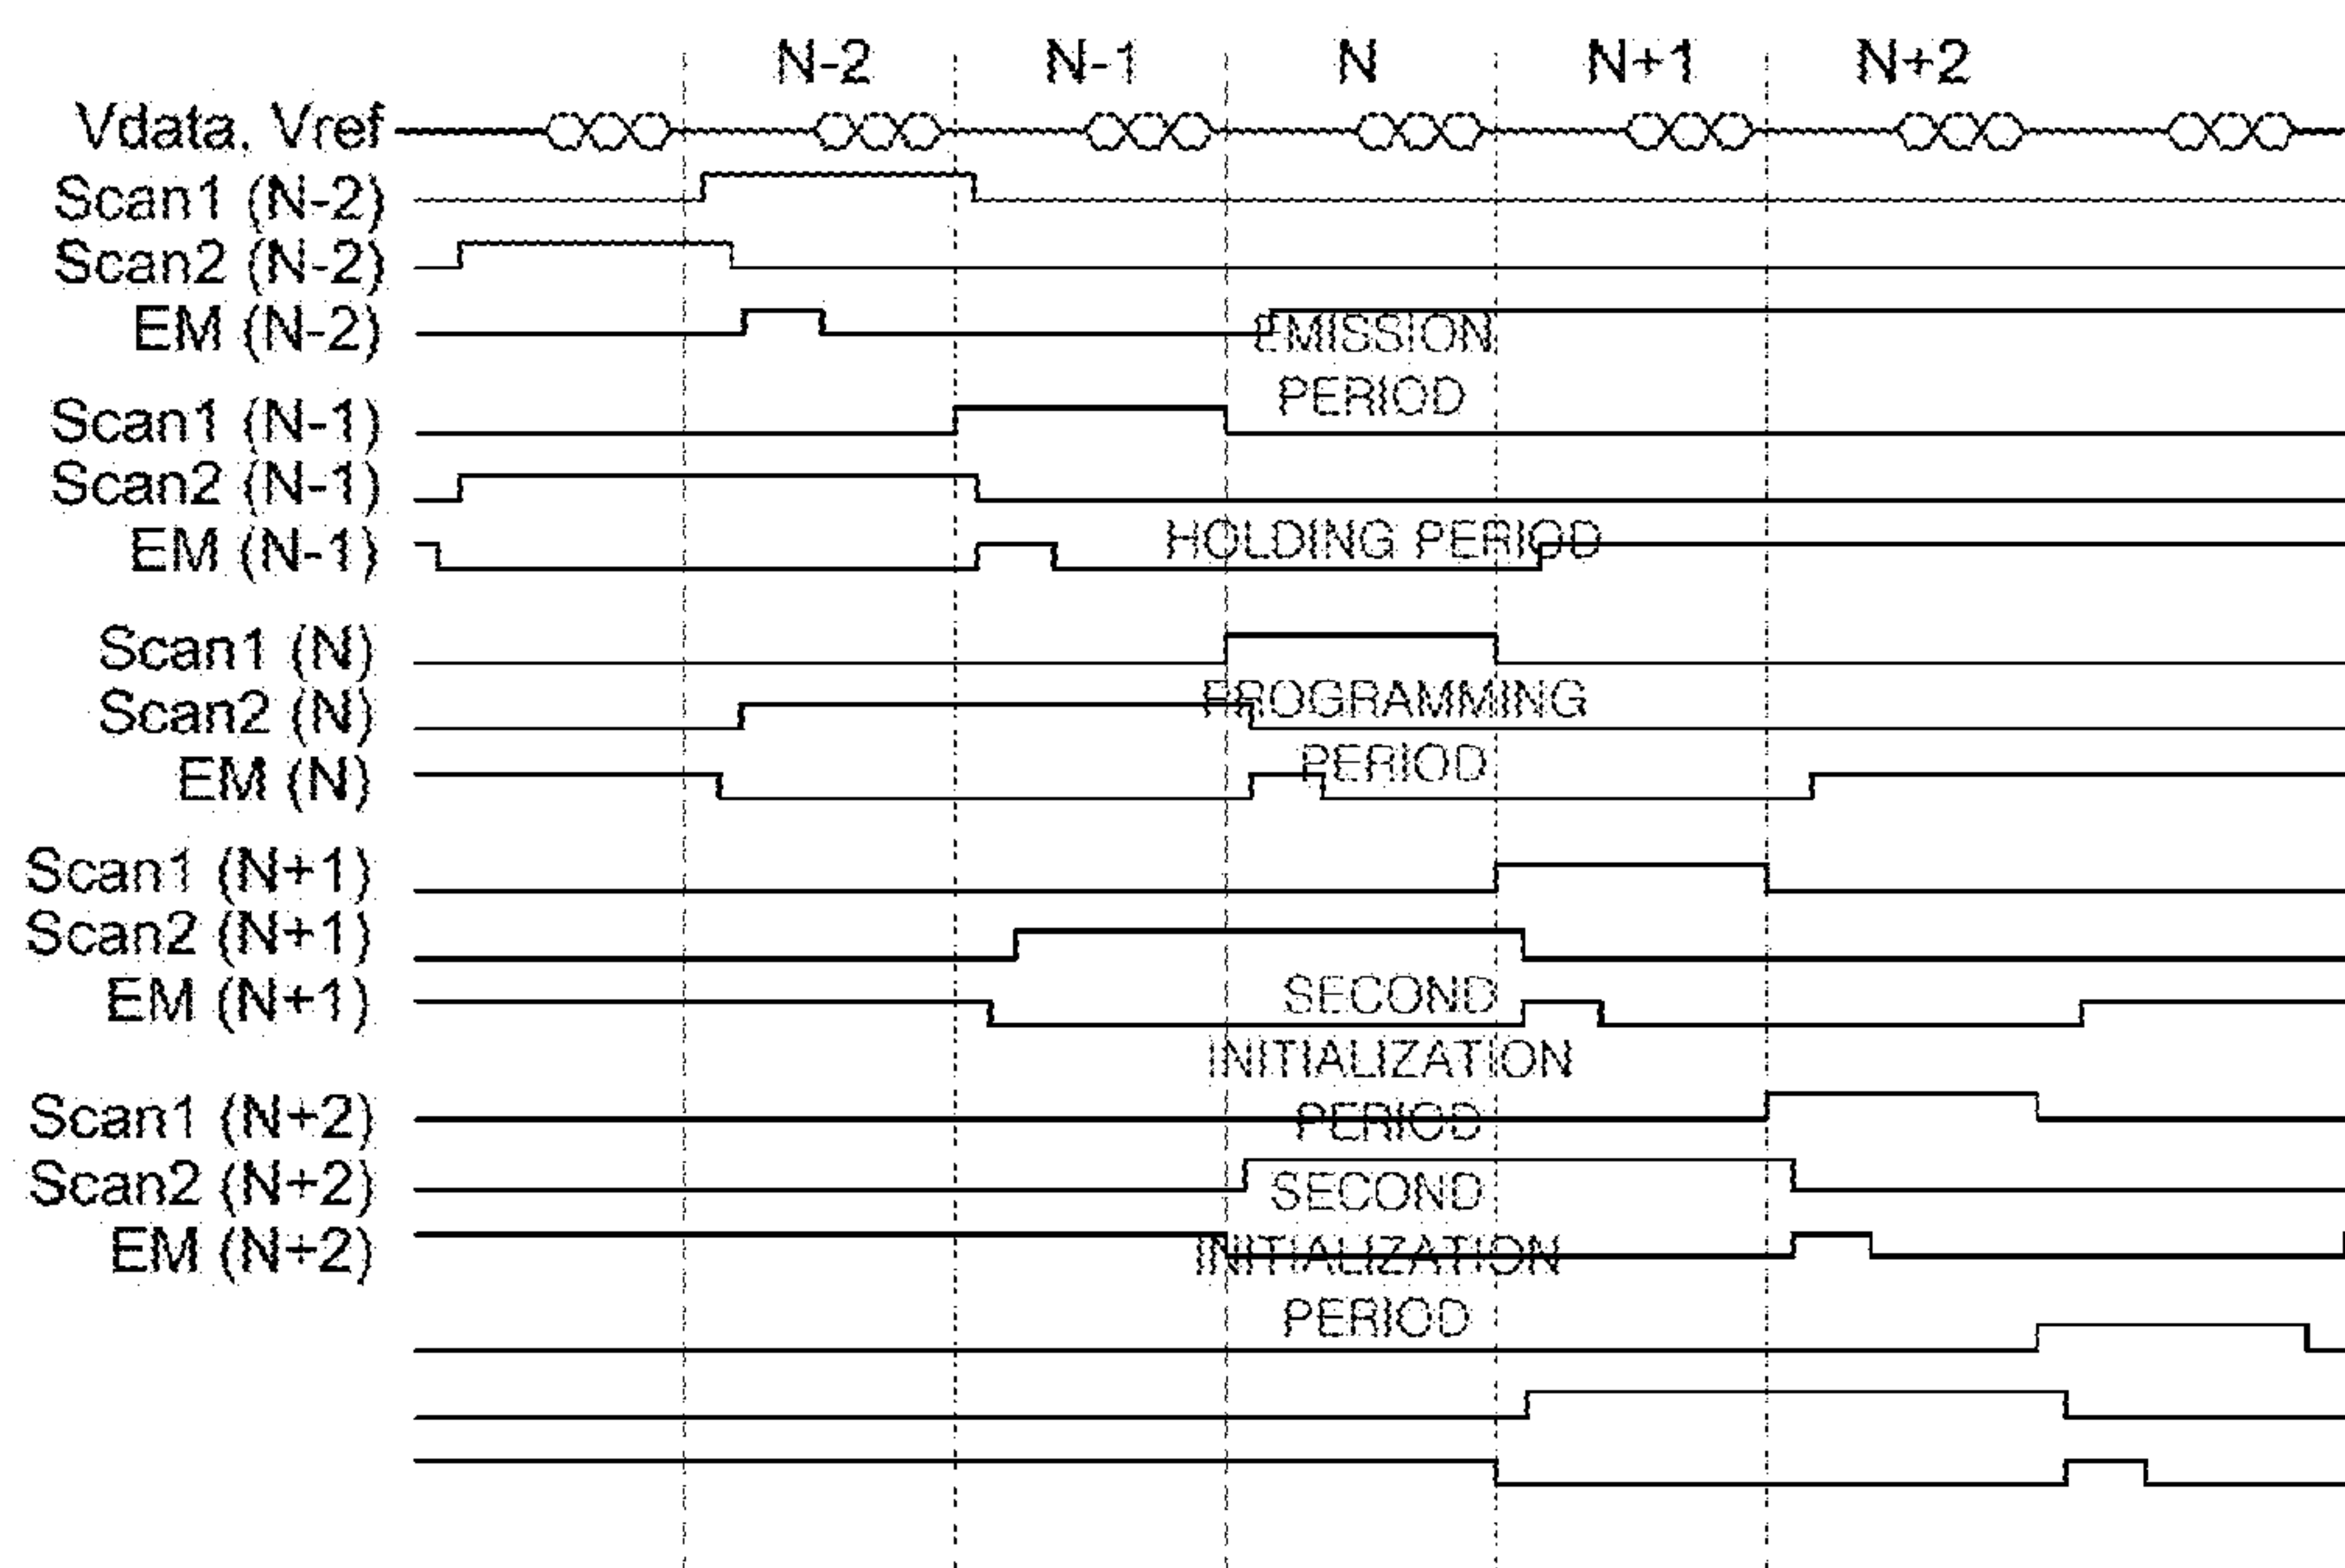 N-2 N-1 N N+1 N+2
Vdata. Vref
Scan1 (N-2)
Scan2 (N-2)
EM (N-2)
EMISSION
PERIOD
Scan1 (N-1)
Scan2 (N-1)
EM (N-1)
HOLDING PERIOD
Scan1 (N)
Scan2 (N)
PROGRAMMING
EM (N)
PERIOD
Scan1 (N+1)
Scan2 (N+1)
EM (N+1)
SECOND
INITIALIZATION
PERIOD
Scan1 (N+2)
Scan2 (N+2)
SECOND
EM (N+2)
INITIALIZATION
PERIOD